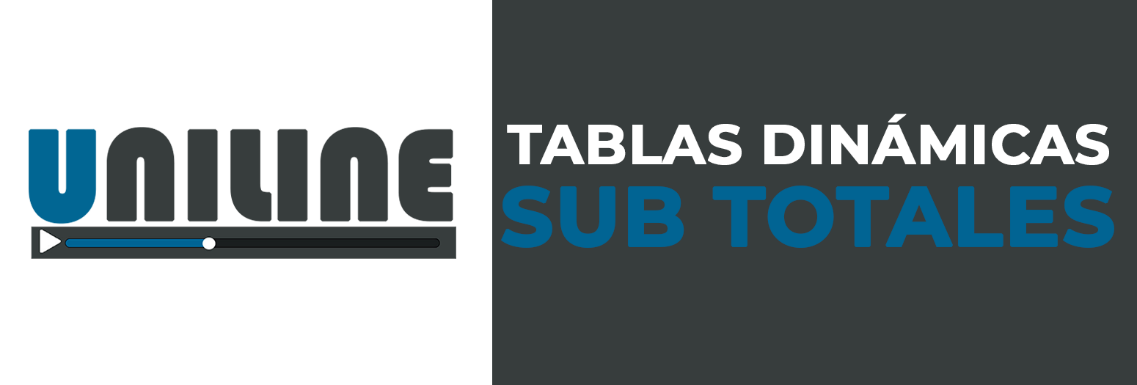 UNILINE
TABLAS DINÁMICAS
SUB TOTALES